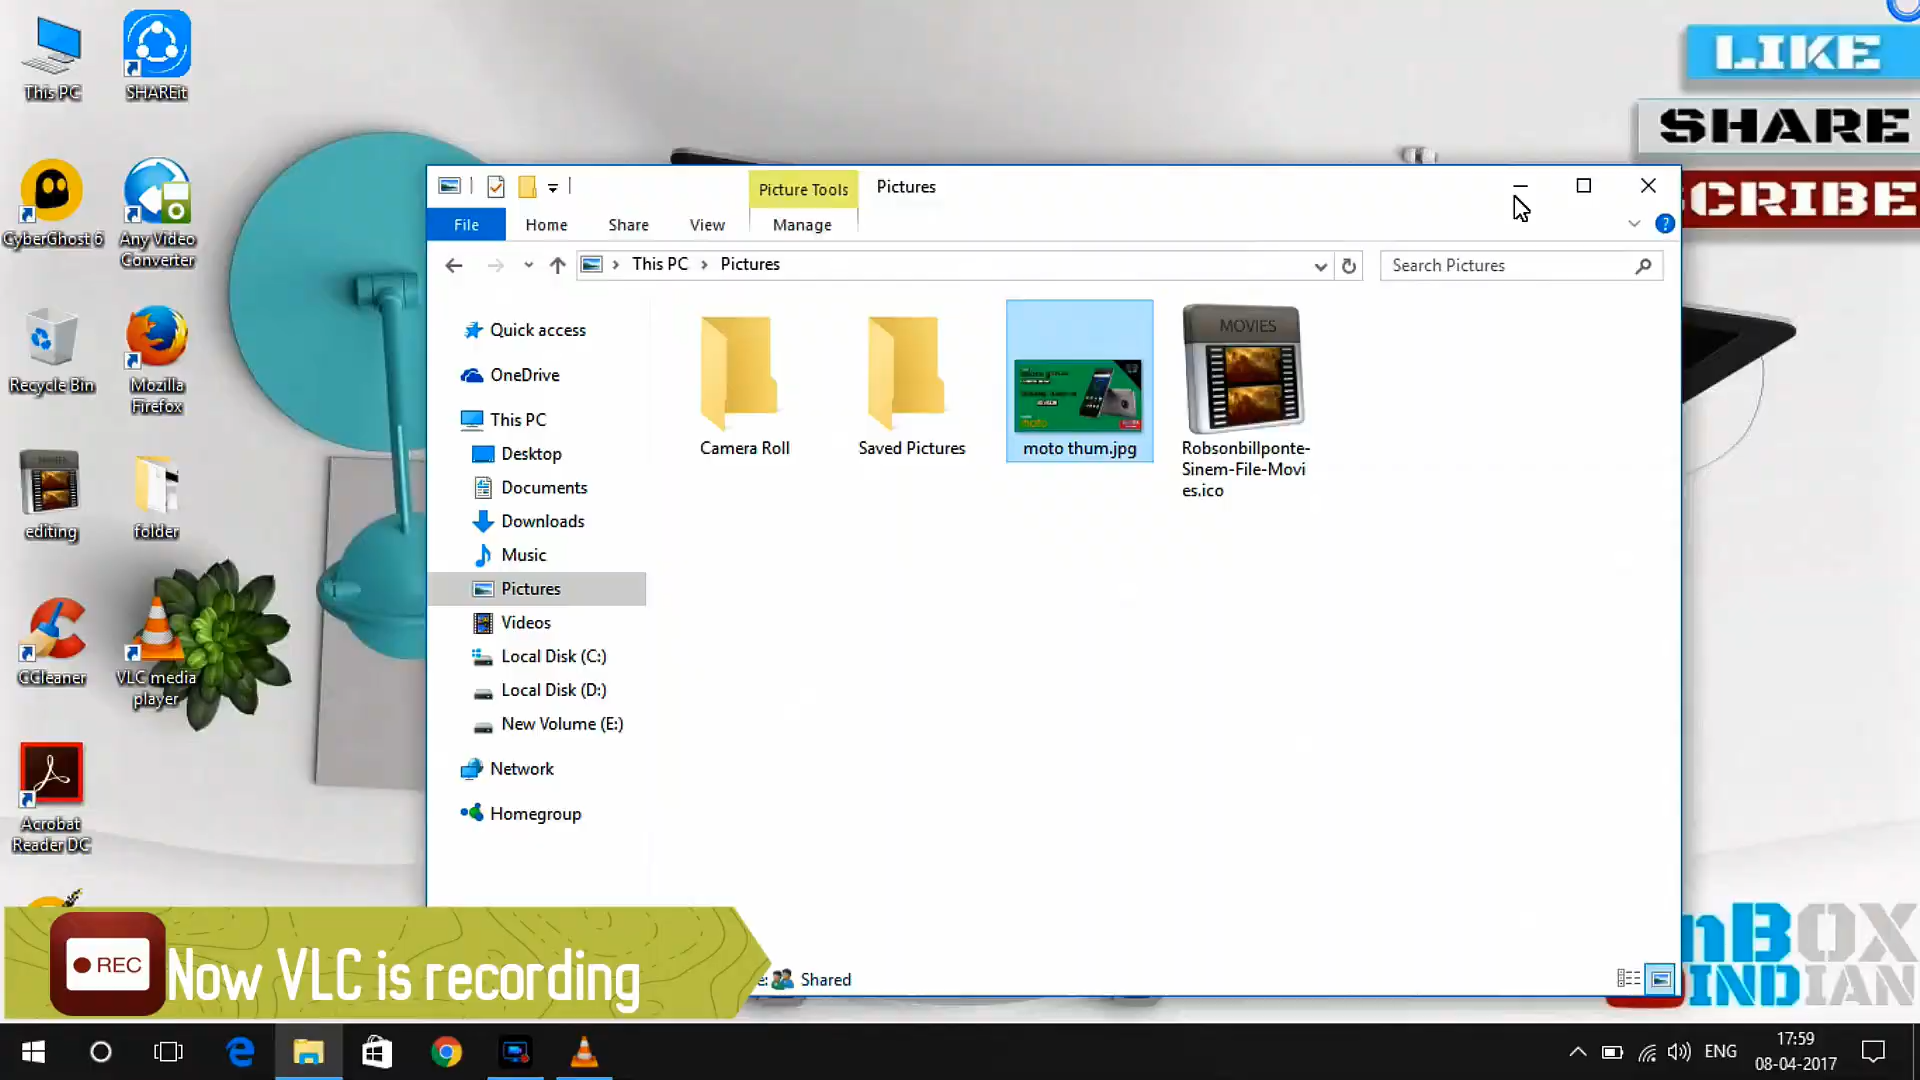 This PC
SHAREit
CyberGhost 6
Any Video
Converter
Recycle Bin
Mozilla
Firefox
editing
folder
CCleaner
VLC media
player
Acrobat
Reader DC
LIKE
SHARE
CRIBE
Picture Tools
Pictures
File
Home
Share
View
Manage
?
This PC
Pictures
Search Pictures
Quick access
OneDrive
This PC
Desktop
Documents
Downloads
Music
Pictures
Videos
Local Disk (C:)
Local Disk (D:)
New Volume (E:)
Network
Homegroup
Camera Roll
Saved Pictures
moto
moto thum.jpg
MOVIES
Robsonbillponte-
Sinem-File-Movi
es.ico
REC
Now VLC is recording
e:
Shared
nBOX
INDIAN
ENG
17:59
08-04-2017